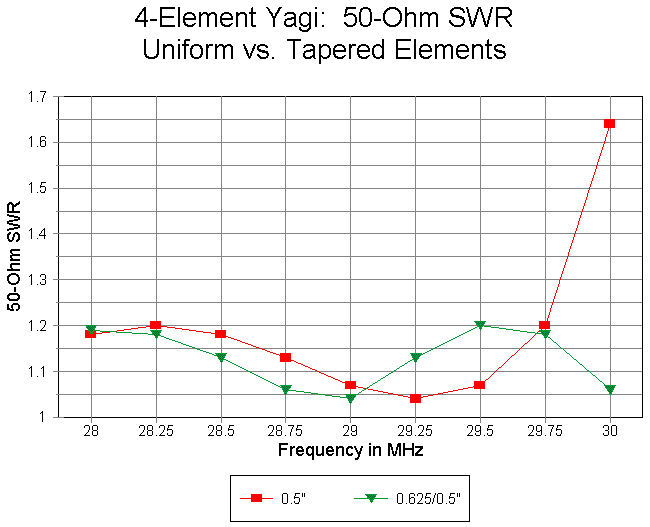 4-Element Yagi:  50-Ohm SWR
Uniform vs. Tapered Elements
1.7
1.6
1.5
1.4
1.3
1.2
1.1
1
50-Ohm SWR
28 28.25 28.5 28.75 29 29.25 29.5 29.75 30
Frequency in MHz
0.5" 0.625/0.5"